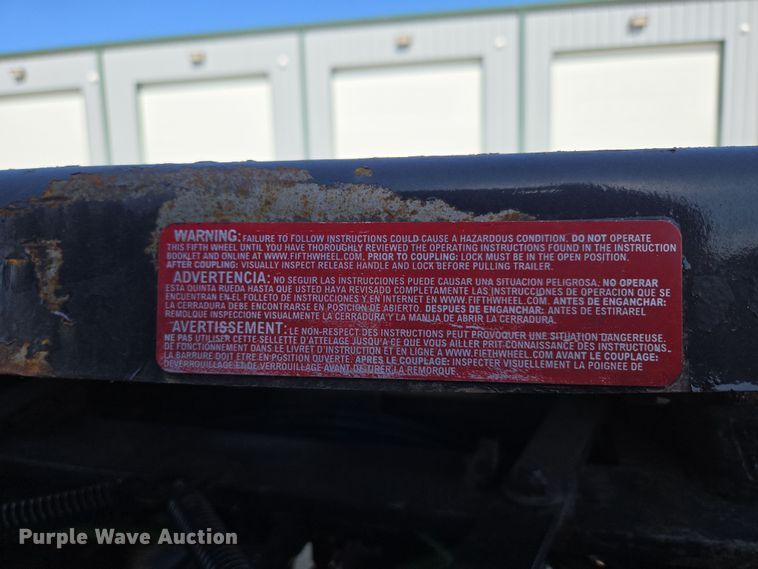 WARNING: FAILURE TO FOLLOW INSTRUCTIONS COULD CAUSE A HAZARDOUS CONDITION. DO NOT OPERATE
THIS FIFTH WHEEL UNTIL YOU HAVE THOROUGHLY REVIEWED THE OPERATING INSTRUCTIONS FOUND IN THE INSTRUCTION
BOOKLET AND ONLINE AT WWW.FIFTHWHEEL.COM. PRIOR TO COUPLING: LOCK MUST BE IN THE OPEN POSITION.
AFTER COUPLING: VISUALLY INSPECT RELEASE HANDLE AND LOCK BEFORE PULLING TRAILER.
ADVERTENCIA: NO SEGUIR LAS INSTRUCCIONES PUEDE CAUSAR UNA SITUACION PELIGROSA. NO OPERAR
ESTA QUINTA RUEDA HASTA QUE USTED HAYA REVISADO COMPLETAMENTE LAS INSTRUCCIONES DE OPERACION QUE SE
ENCUENTRAN EN EL FOLLETO DE INSTRUCCIONES Y EN INTERNET EN WWW.FIFTHWHEEL.COM. ANTES DE ENGANCHAR:
LA CERRADURA DEBE ENCONTRARSE EN POSICION DE ABIERTO. DESPUES DE ENGANCHAR: ANTES DE ESTIRAR EL
REMOLQUE INSPECCIONE VISUALMENTE LA CERRADURA Y LA MANIJA DE ABRIR LA CERRADURA.
AVERTISSEMENT: LE NON-RESPECT DES INSTRUCTIONS PEUT PROVOQUER UNE SITUATION DANGEREUSE.
NE PAS UTILISER CETTE SELLETTE D'ATTELAGE JUSQU'A CE QUE VOUS AILLER PRIT CONNAISSANCE DES INSTRUCTIONS
DE FONCTIONNEMENT DANS LE LIVRET D'INSTRUCTION ET EN LIGNE A WWW.FIFTHWHEEL.COM AVANT LE COUPLAGE:
LA BARRURE DOIT ETRE EN POSITION OUVERTE. APRES LE COUPLAGE: INSPECTER VISUELLEMENT LA POIGNEE DE
DEVERROUILLAGE ET DE VERROUILLAGE AVANT DE TIRER LA REMORQUE.
Purple Wave Auction